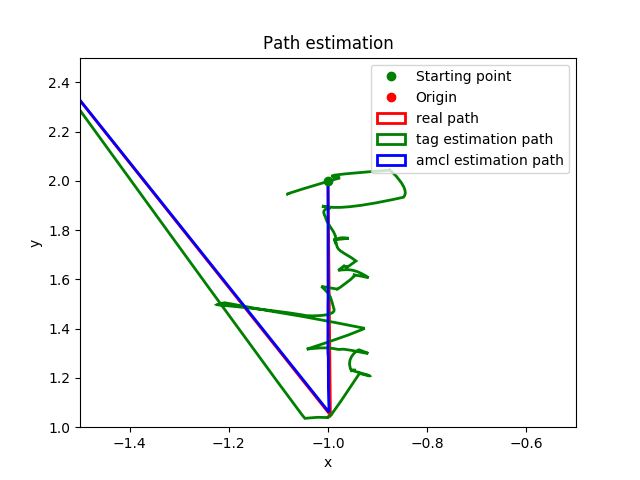 Path estimation
Starting point
Origin
real path
tag estimation path
amcl estimation path
2.4
2.2
2.0
1.8
1.6
1.4
1.2
1.0
y
−1.4
−1.2
−1.0
−0.8
−0.6
x